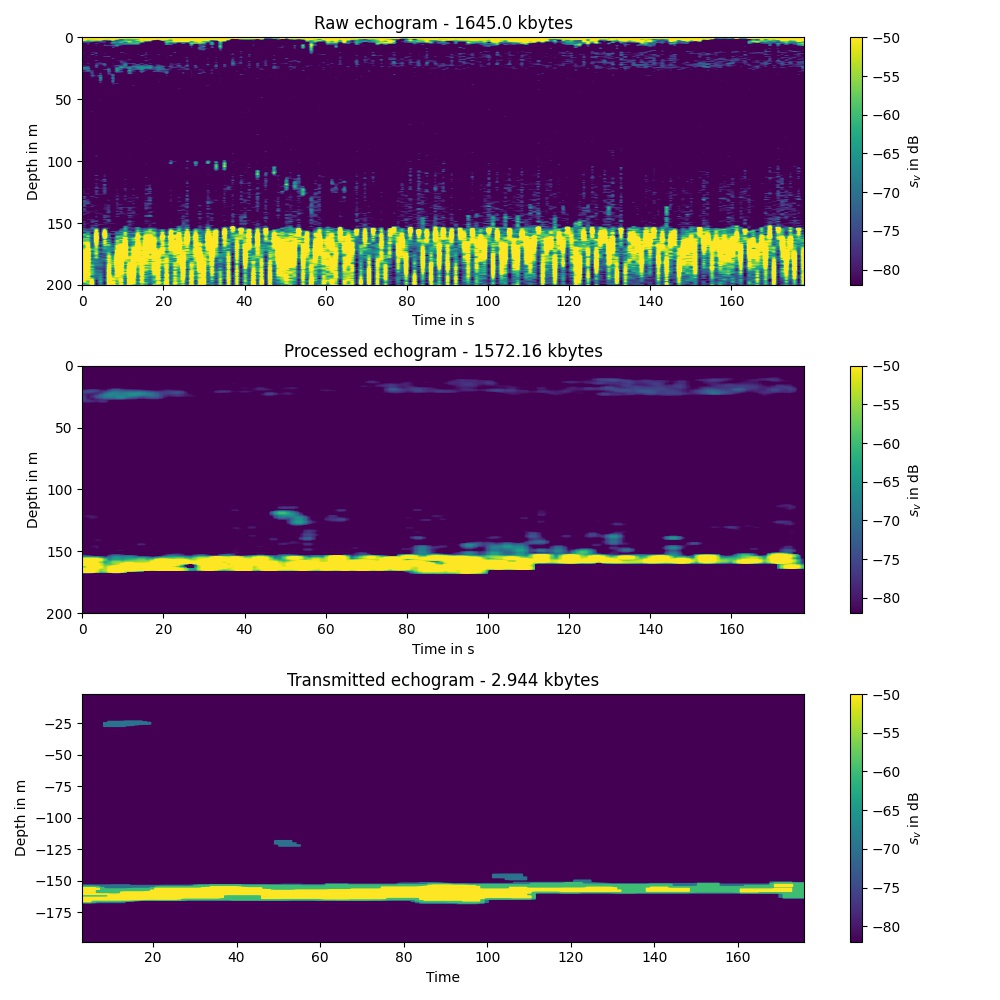 Raw echogram - 1645.0 kbytes
0
50
100
150
200
Depth in m
0 20 40 60 80 100 120 140 160
Time in s
−50
−55
−60
−65
−70
−75
−80
sv in dB
Processed echogram - 1572.16 kbytes
0
50
100
150
200
Depth in m
0 20 40 60 80 100 120 140 160
Time in s
−50
−55
−60
−65
−70
−75
−80
sv in dB
Transmitted echogram - 2.944 kbytes
−25
−50
−75
−100
−125
−150
−175
Depth in m
20 40 60 80 100 120 140 160
Time
−50
−55
−60
−65
−70
−75
−80
sv in dB